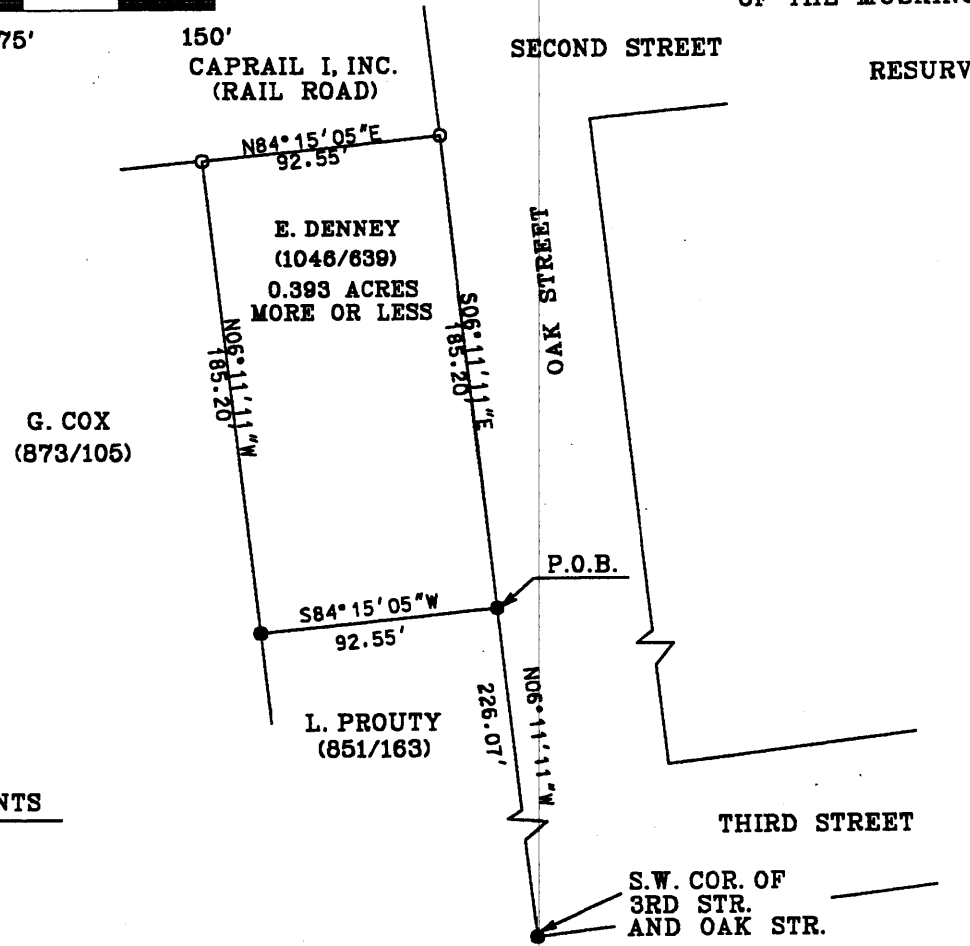 75'
150'
CAPRAIL I, INC.
(RAIL ROAD)
SECOND STREET
N84°15'05"E
92.55'
E. DENNEY
(1046/639)
0.393 ACRES
MORE OR LESS
OAK STREET
S06°11'11"E
185.20'
N06°11'11"W
185.20'
G. COX
(873/105)
P.O.B.
S84°15'05"W
92.55'
L. PROUTY
(851/163)
226.07'
N06°11'11"W
THIRD STREET
S.W. COR. OF
3RD STR.
AND OAK STR.